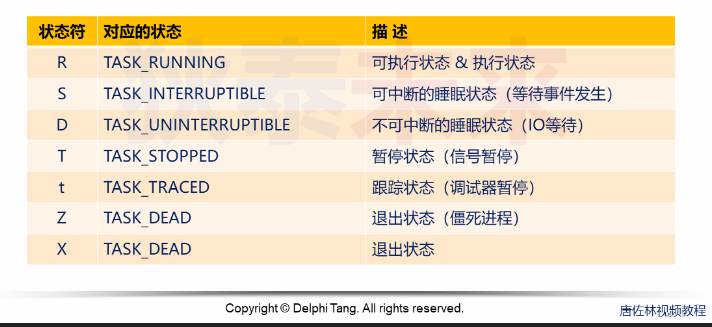 状态符 对应的状态 描 述
R TASK_RUNNING 可执行状态 & 执行状态
S TASK_INTERRUPTIBLE 可中断的睡眠状态（等待事件发生）
D TASK_UNINTERRUPTIBLE 不可中断的睡眠状态（IO等待）
T TASK_STOPPED 暂停状态（信号暂停）
t TASK_TRACED 跟踪状态（调试器暂停）
Z TASK_DEAD 退出状态（僵死进程）
X TASK_DEAD 退出状态
狄泰未来
Copyright © Delphi Tang. All rights reserved.
唐佐林视频教程